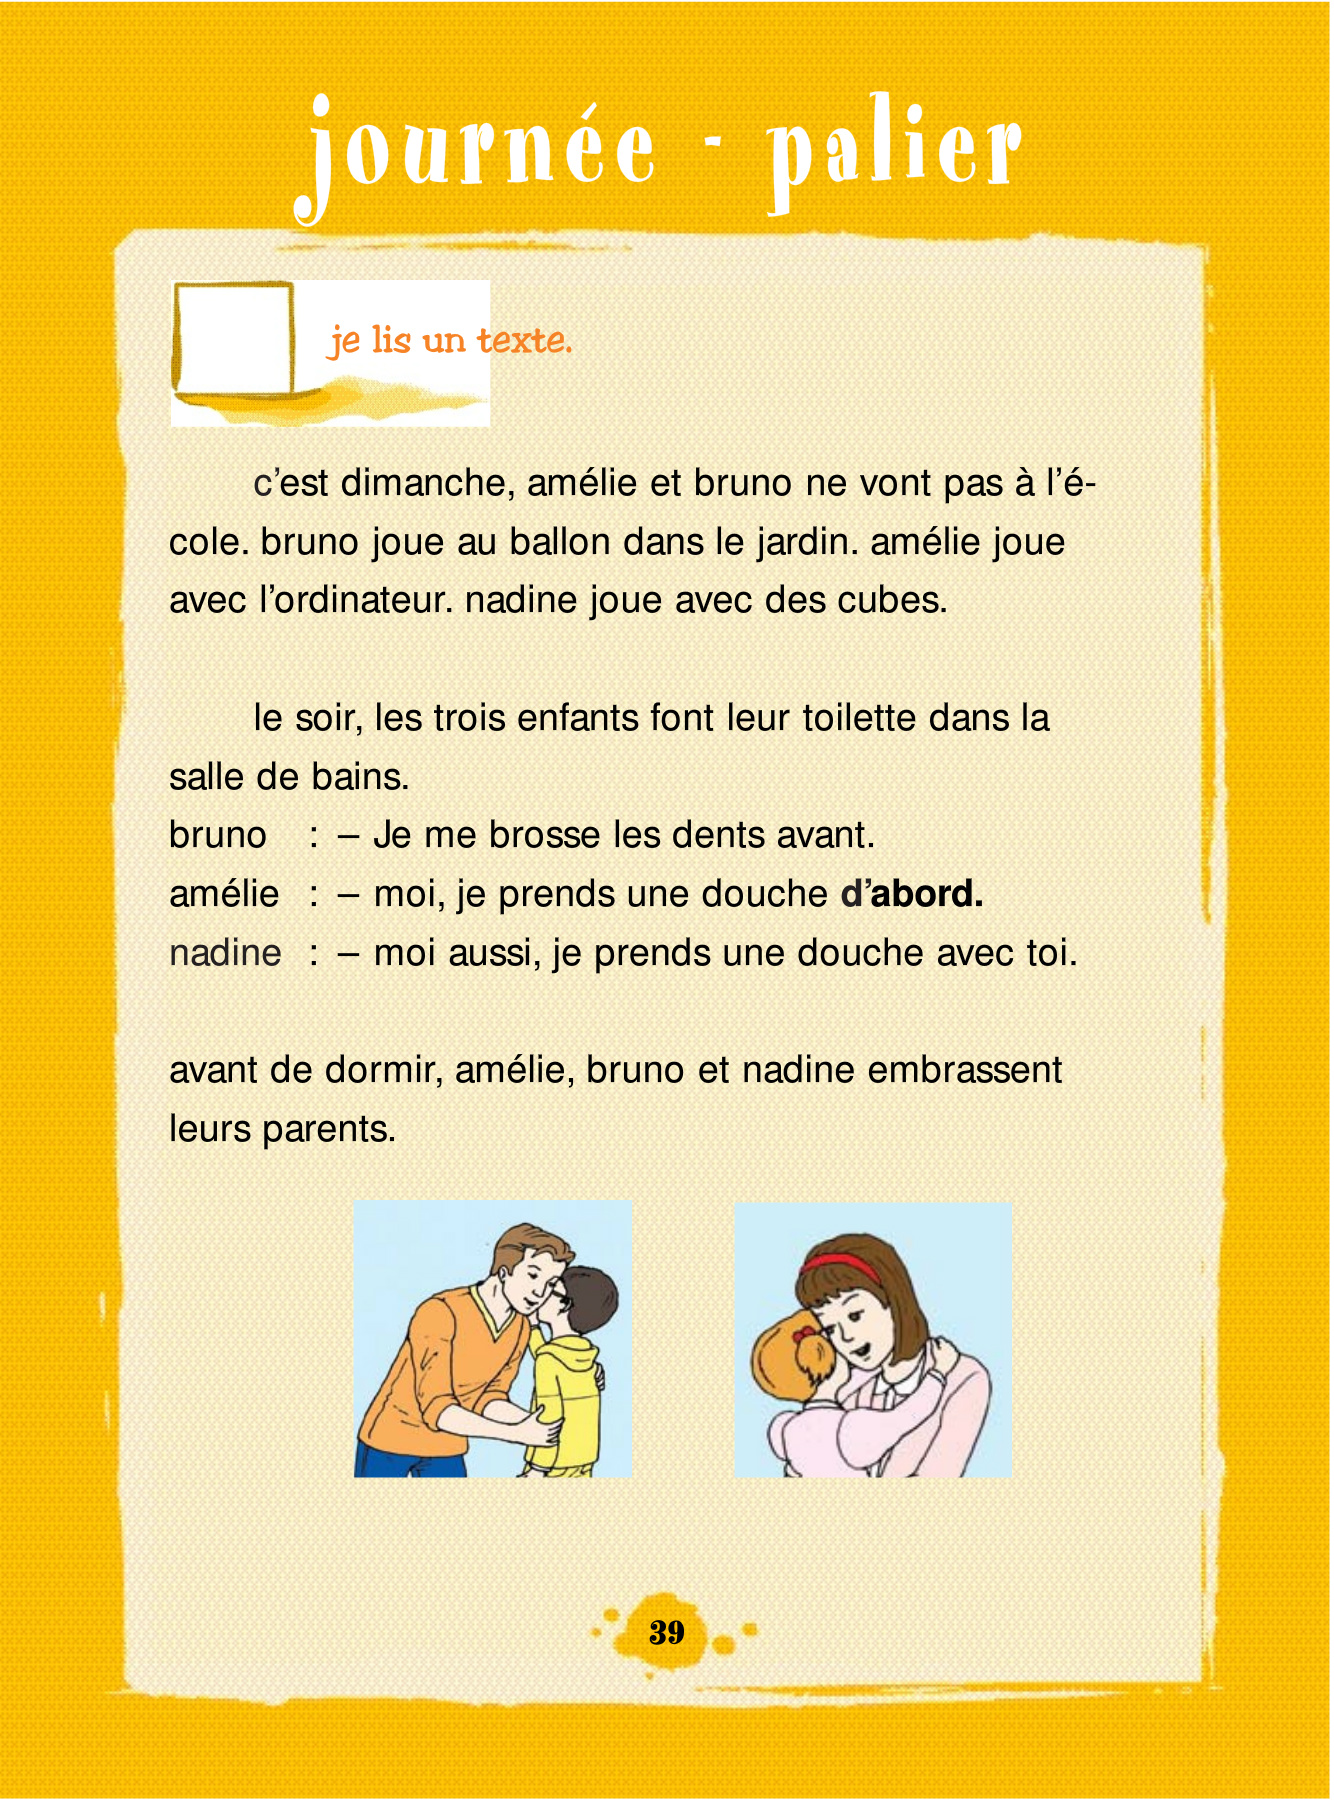 journée - palier
je lis un texte.
c’est dimanche, amélie et bruno ne vont pas à l’é-
cole. bruno joue au ballon dans le jardin. amélie joue
avec l’ordinateur. nadine joue avec des cubes.
le soir, les trois enfants font leur toilette dans la
salle de bains.
bruno : – Je me brosse les dents avant.
amélie : – moi, je prends une douche d’abord.
nadine : – moi aussi, je prends une douche avec toi.
avant de dormir, amélie, bruno et nadine embrassent
leurs parents.
39